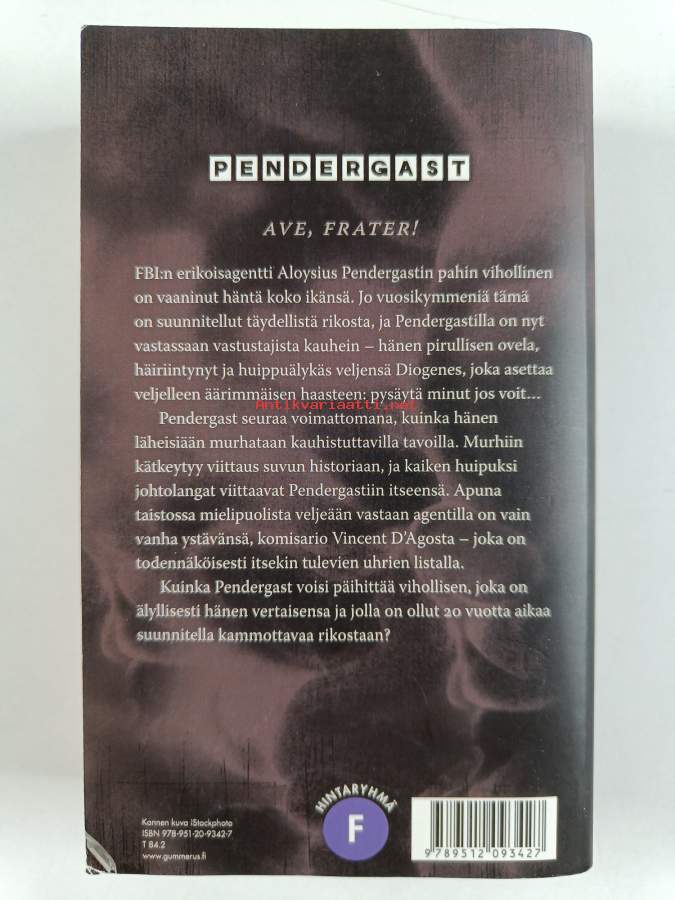 PENDERGAST
AVE, FRATER!
FBI:n erikoisagentti Aloysius Pendergastin pahin vihollinen
on vaaninut häntä koko ikänsä. Jo vuosikymmeniä tämä
on suunnitellut täydellistä rikosta, ja Pendergastilla on nyt
vastassaan vastustajista kauhein – hänen pirullisen ovela,
häiriintynyt ja huippuälykäs veljensä Diogenes, joka asettaa
veljelleen äärimmäisen haasteen: pysäytä minut jos voit...
Antikvariaatti.net
Pendergast seuraa voimattomana, kuinka hänen
läheisiään murhataan kauhistuttavilla tavoilla. Murhiin
kätkeytyy viittaus suvun historiaan, ja kaiken huipuksi
johtolangat viittaavat Pendergastiin itseensä. Apuna
taistossa mielipuolista veljeään vastaan agentilla on vain
vanha ystävänsä, komisario Vincent D'Agosta – joka on
todennäköisesti itsekin tulevien uhrien listalla.
Kuinka Pendergast voisi päihittää vihollisen, joka on
älyllisesti hänen vertaisensa ja jolla on ollut 20 vuotta aikaa
suunnitella kammottavaa rikostaan?
Kannen kuva iStockphoto
ISBN 978-951-20-9342-7
T 84.2
www.gummerus.fi
HINTARYHMÄ
F
9 789512 093427